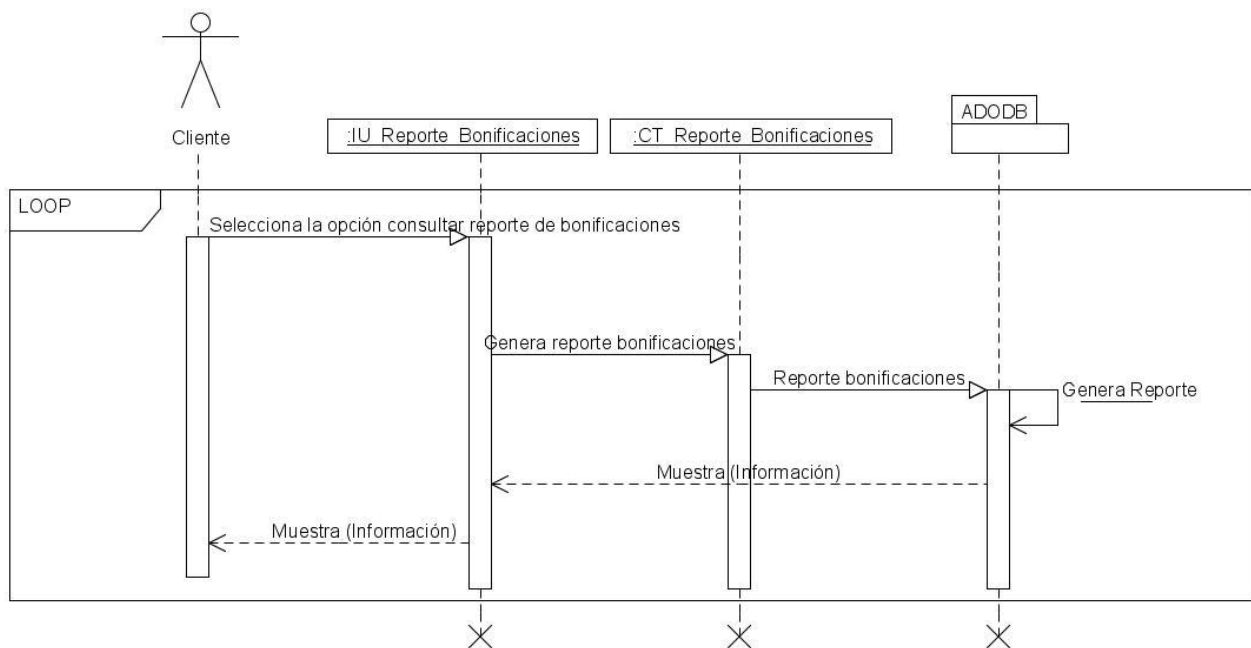 Cliente
:IU_Reporte_Bonificaciones
:CT_Reporte_Bonificaciones
ADODB
LOOP
Selecciona la opción consultar reporte de bonificaciones
Genera reporte bonificaciones
Reporte bonificaciones
Genera Reporte
Muestra (Información)
Muestra (Información)